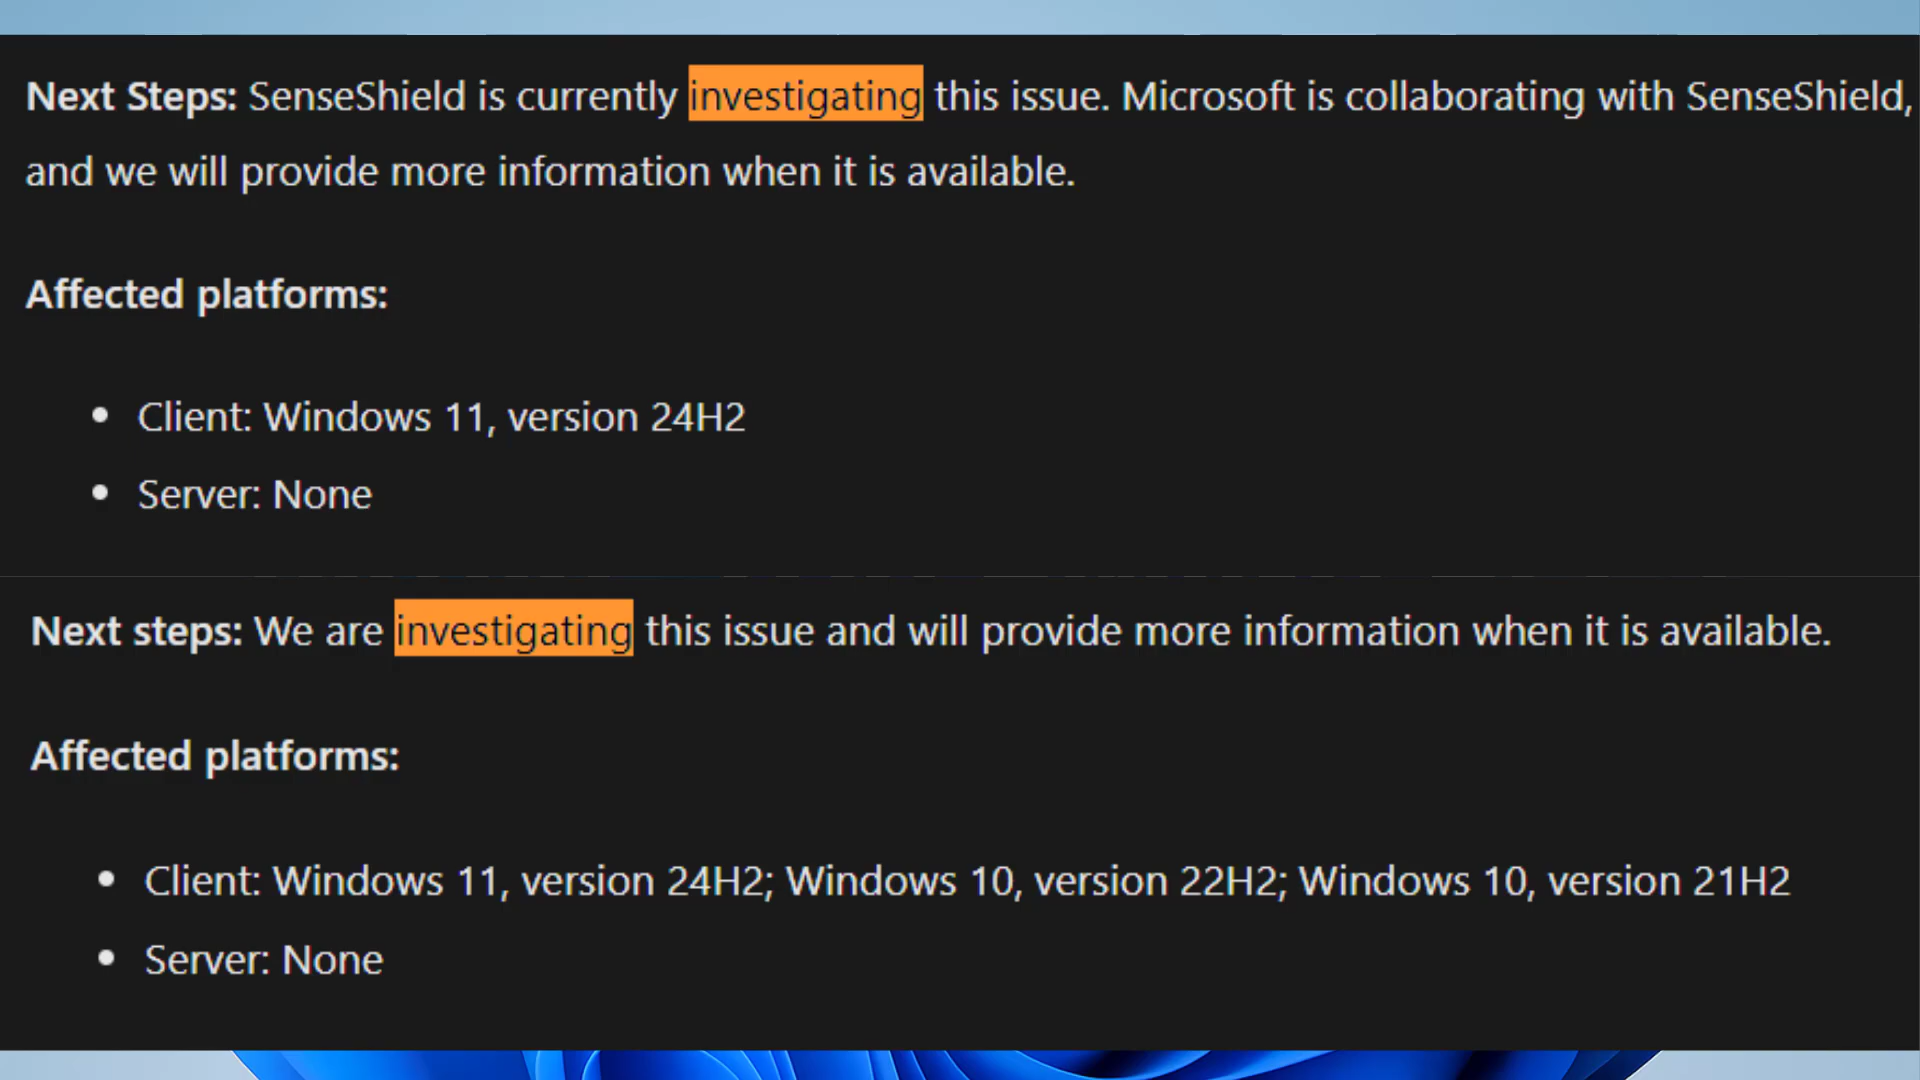 Next Steps: SenseShield is currently investigating this issue. Microsoft is collaborating with SenseShield,
and we will provide more information when it is available.
Affected platforms:
• Client: Windows 11, version 24H2
• Server: None
Next steps: We are investigating this issue and will provide more information when it is available.
Affected platforms:
• Client: Windows 11, version 24H2; Windows 10, version 22H2; Windows 10, version 21H2
• Server: None